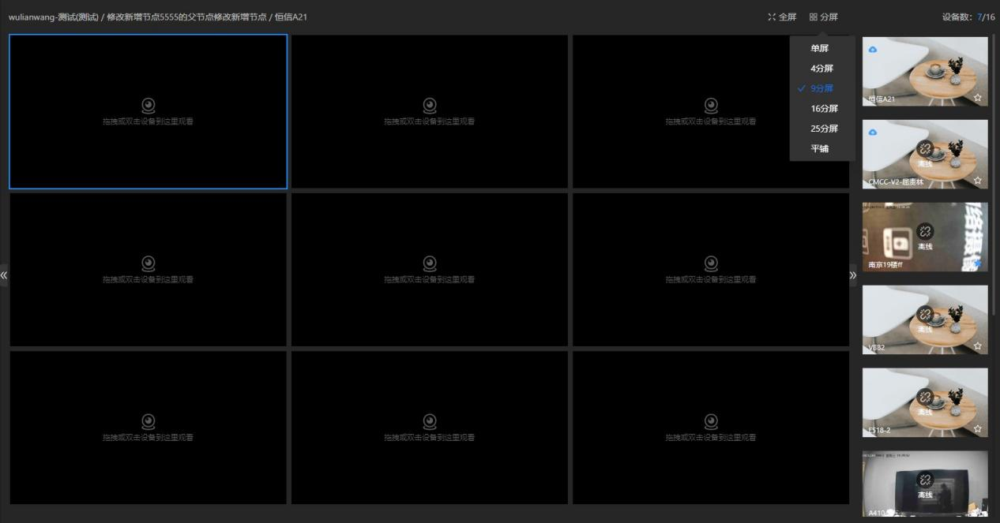 wulianwang-测试(测试) / 修改新增节点5555的父节点修改新增节点 / 恒信A21
全屏
分屏
设备数：7/16
单屏
4分屏
9分屏
16分屏
25分屏
平铺
拖拽或双击设备到这里观看
拖拽或双击设备到这里观看
拖拽或双击设备到这里观看
拖拽或双击设备到这里观看
拖拽或双击设备到这里观看
拖拽或双击设备到这里观看
拖拽或双击设备到这里观看
拖拽或双击设备到这里观看
拖拽或双击设备到这里观看
恒信A21
离线
CMCC-V2-屈麦林
离线
南京19楼ff
离线
V882
离线
E518-2
离线